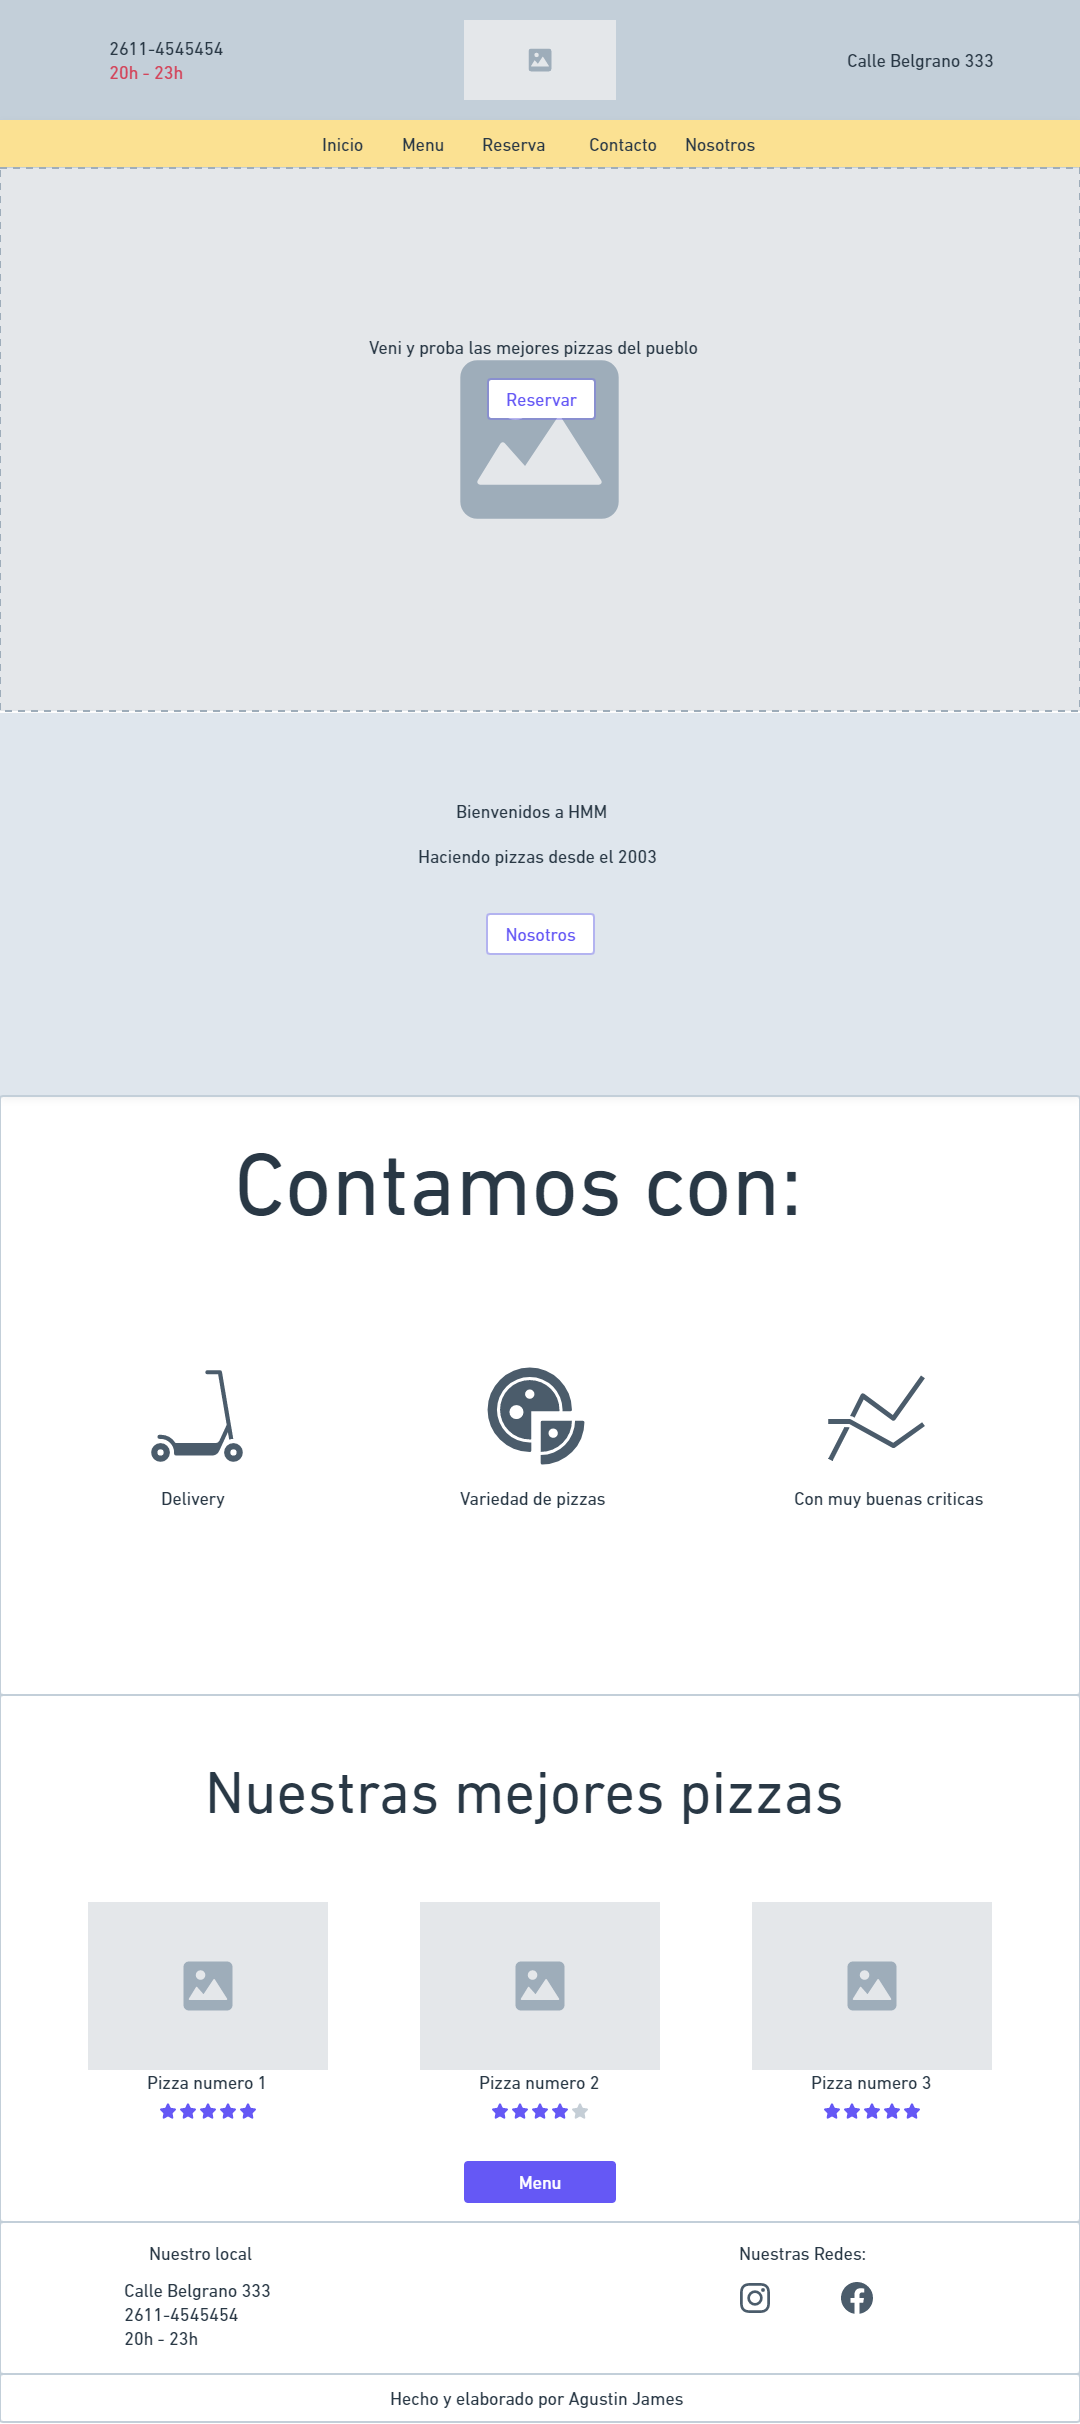 2611-4545454
20h - 23h
Calle Belgrano 333
Inicio Menu Reserva Contacto Nosotros
Veni y proba las mejores pizzas del pueblo
Reservar
Bienvenidos a HMM
Haciendo pizzas desde el 2003
Nosotros
Contamos con:
Delivery
Variedad de pizzas
Con muy buenas criticas
Nuestras mejores pizzas
Pizza numero 1
Pizza numero 2
Pizza numero 3
Menu
Nuestro local
Calle Belgrano 333
2611-4545454
20h - 23h
Nuestras Redes:
Hecho y elaborado por Agustin James